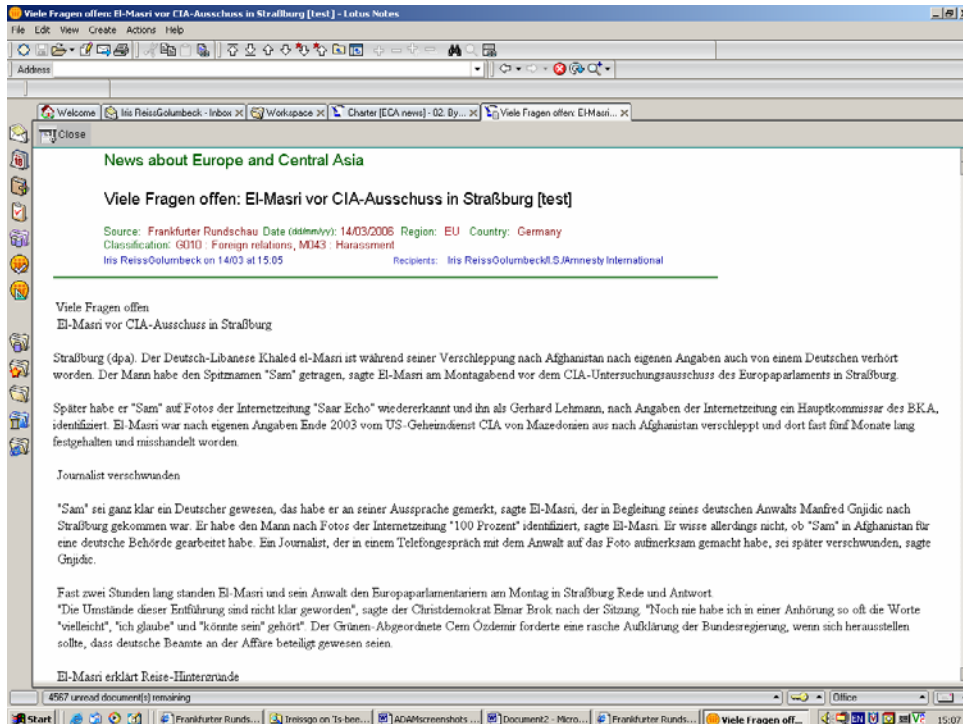 Viele Fragen offen: El-Masri vor CIA-Ausschuss in Straßburg [test] - Lotus Notes
File Edit View Create Actions Help
Address
Welcome Iris ReissGolumbeck - Inbox Workspace Charter [ECA news] - 02. By... Viele Fragen offen: El-Masri...
Close
News about Europe and Central Asia
Viele Fragen offen: El-Masri vor CIA-Ausschuss in Straßburg [test]
Source: Frankfurter Rundschau Date (dd/mm/yy): 14/03/2006 Region: EU Country: Germany
Classification: G010 : Foreign relations, M043 : Harassment
Iris ReissGolumbeck on 14/03 at 15:05 Recipients: Iris ReissGolumbeck/I.S./Amnesty International
Viele Fragen offen
El-Masri vor CIA-Ausschuss in Straßburg
Straßburg (dpa). Der Deutsch-Libanese Khaled el-Masri ist während seiner Verschleppung nach Afghanistan nach eigenen Angaben auch von einem Deutschen verhört
worden. Der Mann habe den Spitznamen "Sam" getragen, sagte El-Masri am Montagabend vor dem CIA-Untersuchungsausschuss des Europaparlaments in Straßburg.
Später habe er "Sam" auf Fotos der Internetzeitung "Saar Echo" wiedererkannt und ihn als Gerhard Lehmann, nach Angaben der Internetzeitung ein Hauptkommissar des BKA,
identifiziert. El-Masri war nach eigenen Angaben Ende 2003 vom US-Geheimdienst CIA von Mazedonien aus nach Afghanistan verschleppt und dort fast fünf Monate lang
festgehalten und misshandelt worden.
Journalist verschwunden
"Sam" sei ganz klar ein Deutscher gewesen, das habe er an seiner Aussprache gemerkt, sagte El-Masri, der in Begleitung seines deutschen Anwalts Manfred Gnjidic nach
Straßburg gekommen war. Er habe den Mann nach Fotos der Internetzeitung "100 Prozent" identifiziert, sagte El-Masri. Er wisse allerdings nicht, ob "Sam" in Afghanistan für
eine deutsche Behörde gearbeitet habe. Ein Journalist, der in einem Telefongespräch mit dem Anwalt auf das Foto aufmerksam gemacht habe, sei später verschwunden, sagte
Gnjidic.
Fast zwei Stunden lang standen El-Masri und sein Anwalt den Europaparlamentariern am Montag in Straßburg Rede und Antwort.
"Die Umstände dieser Entführung sind nicht klar geworden", sagte der Christdemokrat Elmar Brok nach der Sitzung. "Noch nie habe ich in einer Anhörung so oft die Worte
"vielleicht", "ich glaube" und "könnte sein" gehört". Der Grünen-Abgeordnete Cem Özdemir forderte eine rasche Aufklärung der Bundesregierung, wenn sich herausstellen
sollte, dass deutsche Beamte an der Affäre beteiligt gewesen seien.
El-Masri erklärt Reise-Hintergründe
4567 unread document(s) remaining Office
Start Frankfurter Runds... Ireissgo on 'Is-bee... ADAMscreenshots ... Document2 - Micro... Frankfurter Runds... Viele Fragen off... EN 15:07